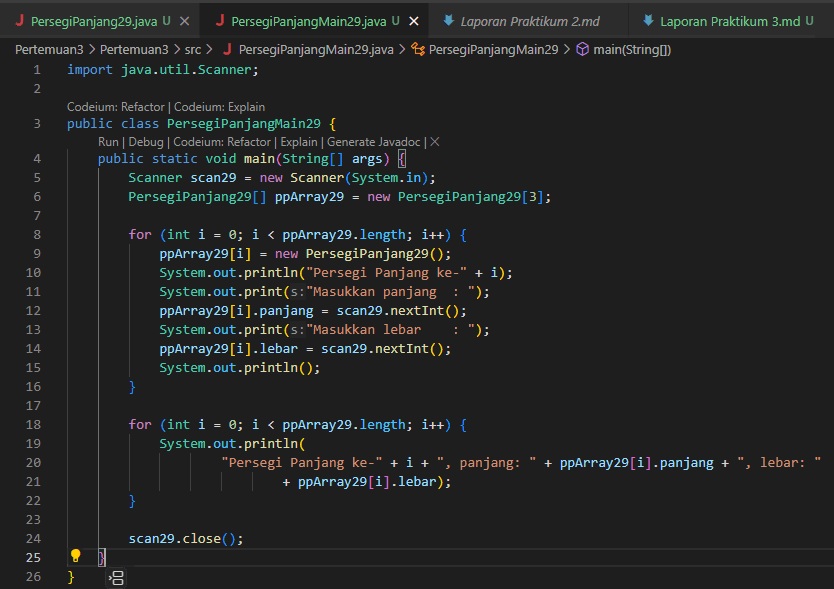 PersegiPanjang29.java U PersegiPanjangMain29.java U Laporan Praktikum 2.md Laporan Praktikum 3.md U
Pertemuan3 > Pertemuan3 > src > PersegiPanjangMain29.java > PersegiPanjangMain29 > main(String[])
1 import java.util.Scanner;
2
Codeium: Refactor | Codeium: Explain
3 public class PersegiPanjangMain29 {
Run | Debug | Codeium: Refactor | Explain | Generate Javadoc | X
4 public static void main(String[] args) {
5 Scanner scan29 = new Scanner(System.in);
6 PersegiPanjang29[] ppArray29 = new PersegiPanjang29[3];
7
8 for (int i = 0; i < ppArray29.length; i++) {
9 ppArray29[i] = new PersegiPanjang29();
10 System.out.println("Persegi Panjang ke-" + i);
11 System.out.print(s:"Masukkan panjang  : ");
12 ppArray29[i].panjang = scan29.nextInt();
13 System.out.print(s:"Masukkan lebar    : ");
14 ppArray29[i].lebar = scan29.nextInt();
15 System.out.println();
16 }
17
18 for (int i = 0; i < ppArray29.length; i++) {
19 System.out.println(
20 "Persegi Panjang ke-" + i + ", panjang: " + ppArray29[i].panjang + ", lebar: "
21 + ppArray29[i].lebar);
22 }
23
24 scan29.close();
25 }
26 }